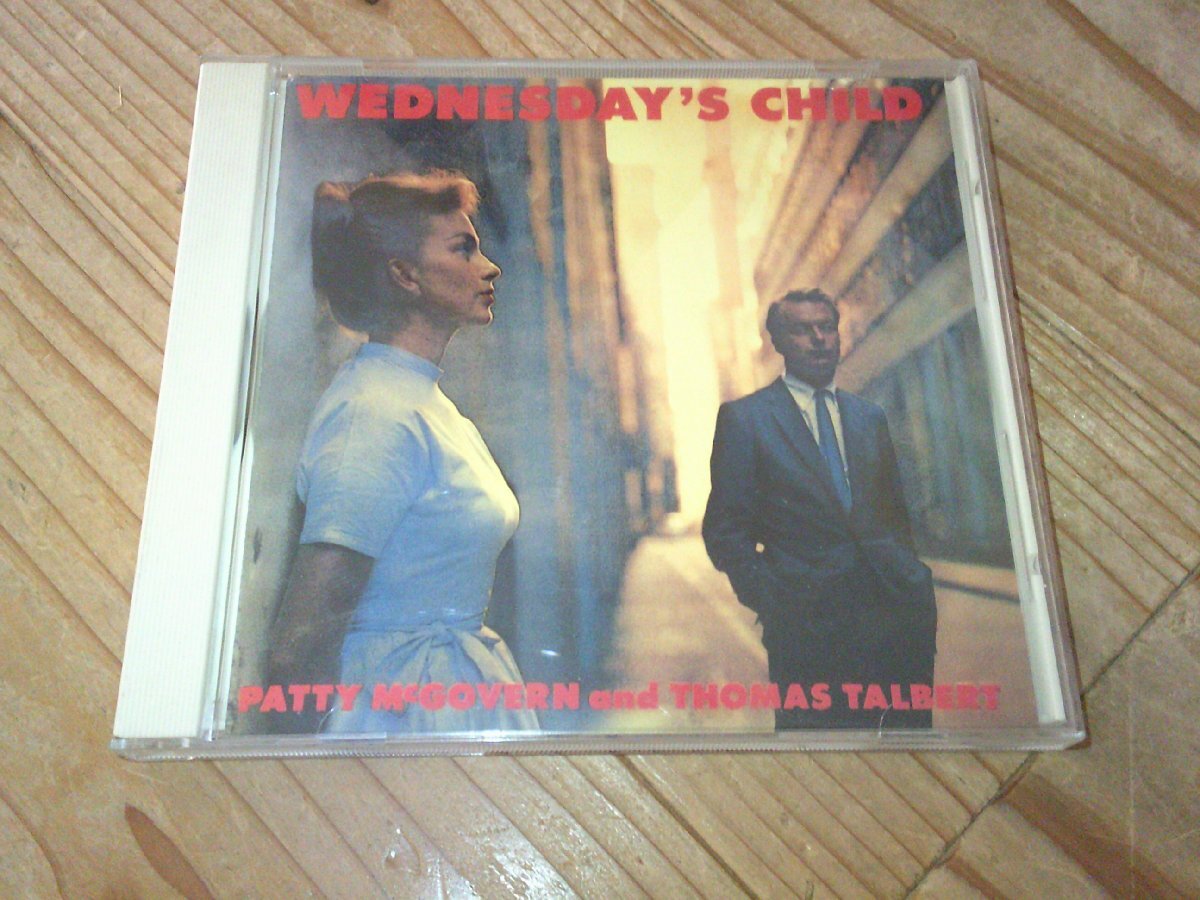 WEDNESDAY'S CHILD
PATTY McGOVERN and THOMAS TALBERT